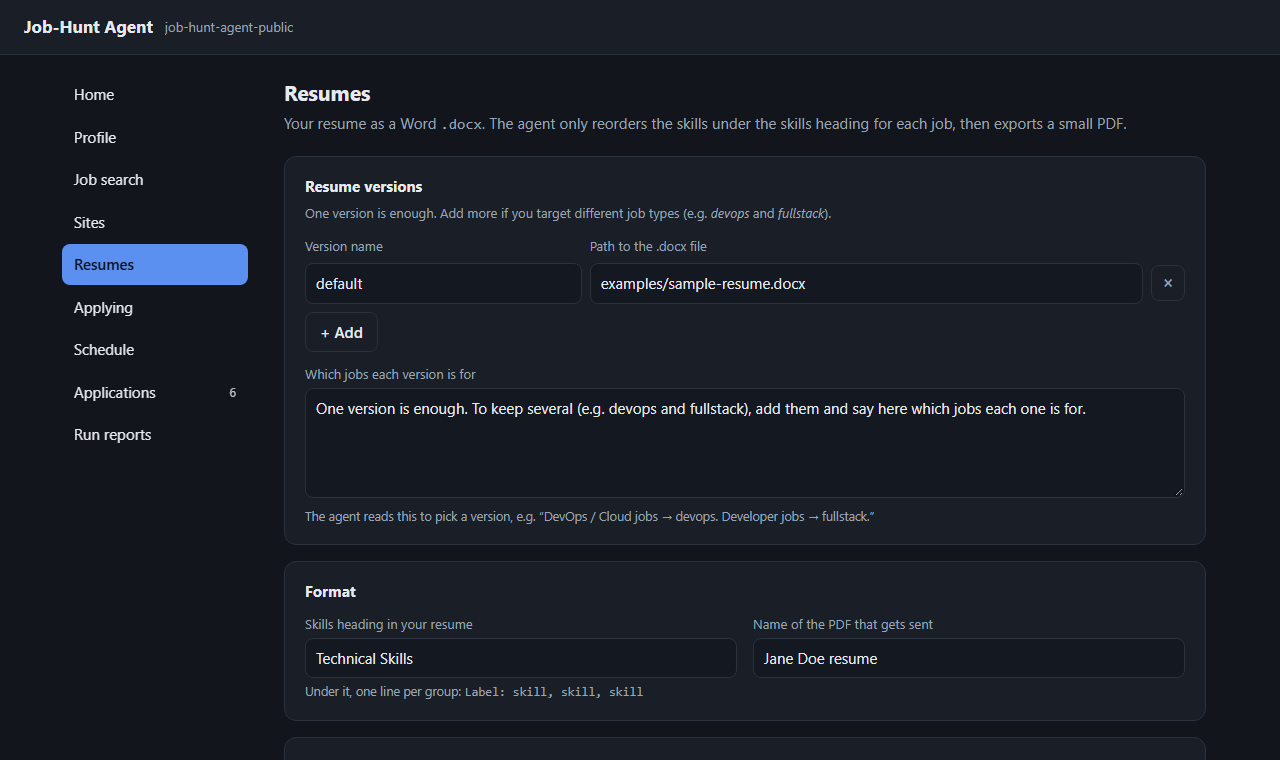 Job-Hunt Agent job-hunt-agent-public
Home
Profile
Job search
Sites
Resumes
Applying
Schedule
Applications 6
Run reports
Resumes
Your resume as a Word .docx. The agent only reorders the skills under the skills heading for each job, then exports a small PDF.
Resume versions
One version is enough. Add more if you target different job types (e.g. devops and fullstack).
Version name Path to the .docx file
default examples/sample-resume.docx ×
+ Add
Which jobs each version is for
One version is enough. To keep several (e.g. devops and fullstack), add them and say here which jobs each one is for.
The agent reads this to pick a version, e.g. “DevOps / Cloud jobs → devops. Developer jobs → fullstack.”
Format
Skills heading in your resume Name of the PDF that gets sent
Technical Skills Jane Doe resume
Under it, one line per group: Label: skill, skill, skill